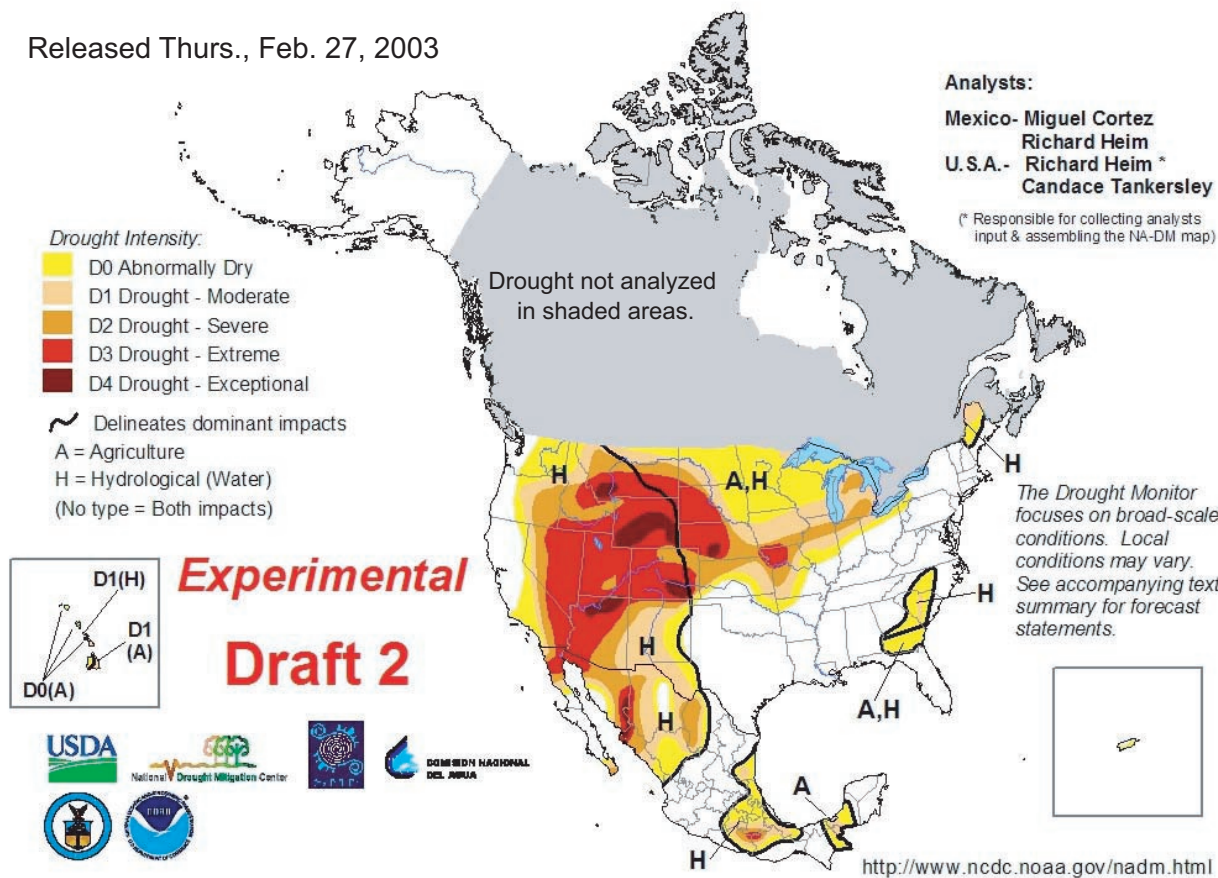 Released Thurs., Feb. 27, 2003
Analysts:
Mexico- Miguel Cortez
Richard Heim
U.S.A.- Richard Heim *
Candace Tankersley
(* Responsible for collecting analysts
input & assembling the NA-DM map)
Drought Intensity:
D0 Abnormally Dry
D1 Drought - Moderate
D2 Drought - Severe
D3 Drought - Extreme
D4 Drought - Exceptional
Delineates dominant impacts
A = Agriculture
H = Hydrological (Water)
(No type = Both impacts)
Drought not analyzed
in shaded areas.
H
A,H
H
The Drought Monitor
focuses on broad-scale
conditions. Local
conditions may vary.
See accompanying text
summary for forecast
statements.
D1(H)
D1
(A)
D0(A)
Experimental
Draft 2
H
H
H
A,H
A
H
USDA
National Drought Mitigation Center
COMISION NACIONAL
DEL AGUA
http://www.ncdc.noaa.gov/nadm.html